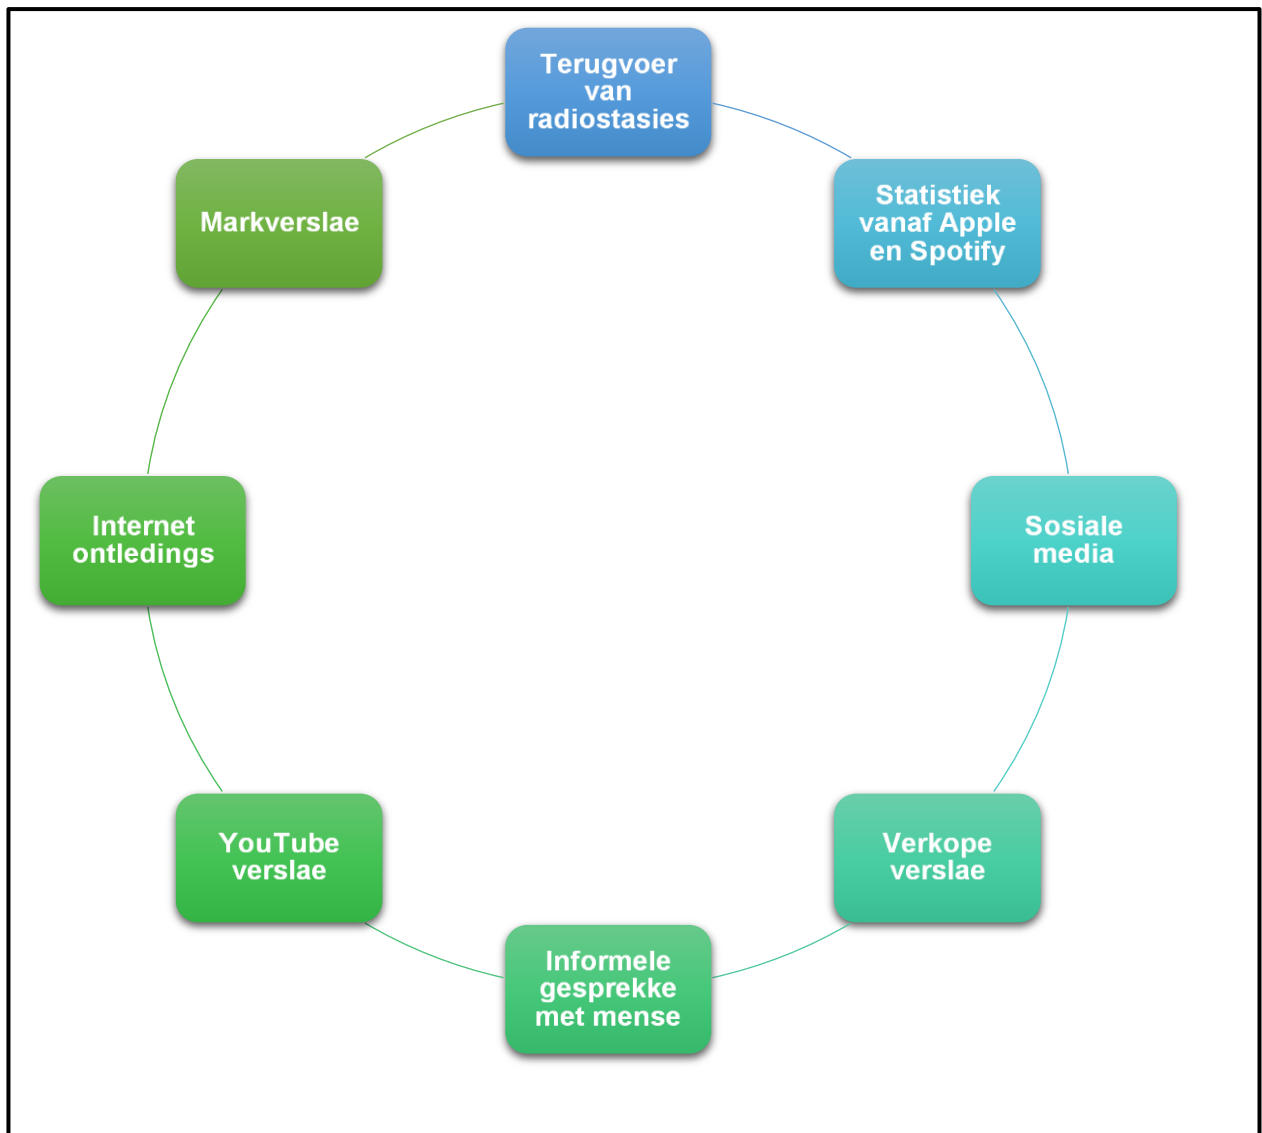 Terugvoer
van
radiostasies
Statistiek
vanaf Apple
en Spotify
Sosiale
media
Verkope
verslae
Informele
gesprekke
met mense
YouTube
verslae
Internet
ontledings
Markverslae